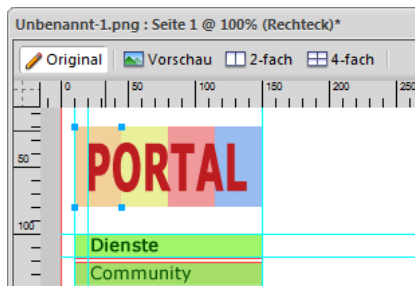 Unbenannt-1.png : Seite 1 @ 100% (Rechteck)*
Original Vorschau 2-fach 4-fach
0 50 100 150 200 250
50
100
PORTAL
Dienste
Community